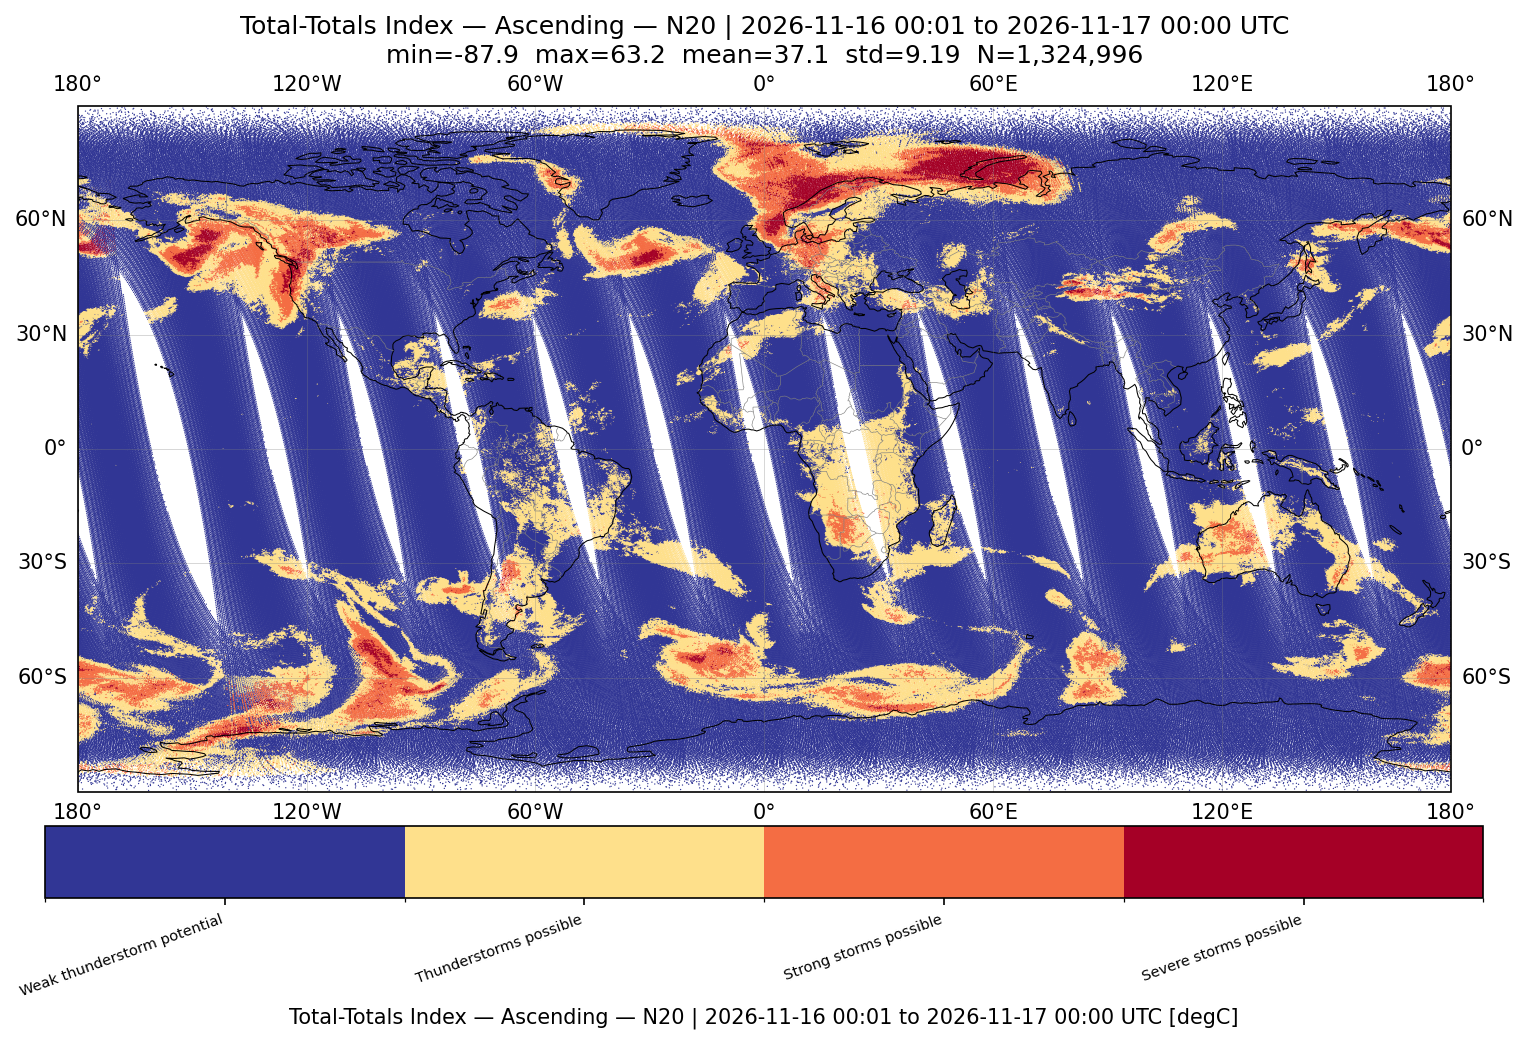 Total-Totals Index — Ascending — N20 | 2026-11-16 00:01 to 2026-11-17 00:00 UTC
min=-87.9  max=63.2  mean=37.1  std=9.19  N=1,324,996
180° 120°W 60°W 0° 60°E 120°E 180°
60°N 60°N
30°N 30°N
0° 0°
30°S 30°S
60°S 60°S
180° 120°W 60°W 0° 60°E 120°E 180°
Weak thunderstorm potential Thunderstorms possible Strong storms possible Severe storms possible
Total-Totals Index — Ascending — N20 | 2026-11-16 00:01 to 2026-11-17 00:00 UTC [degC]